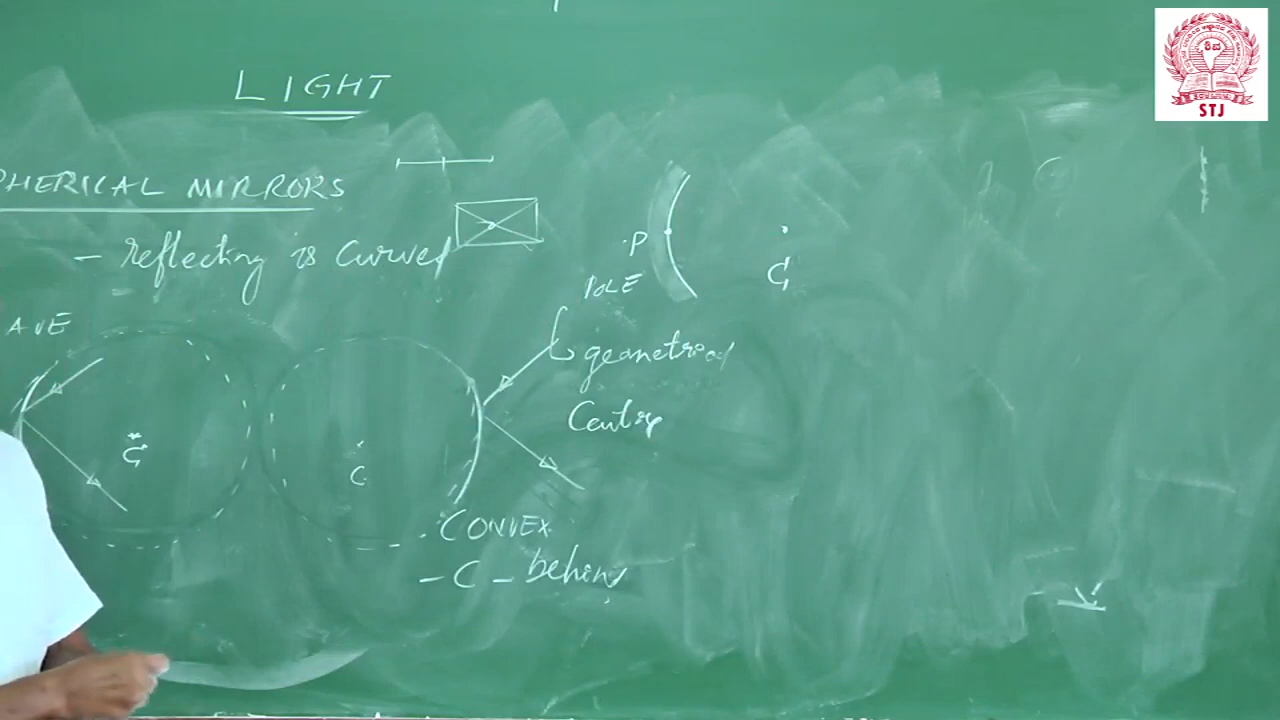 LIGHT
PHERICAL MIRRORS
- reflecting is curved
AVE
P
POLE
C
geometrical
Centre
C
C
CONVEX
- C - behind
STJ